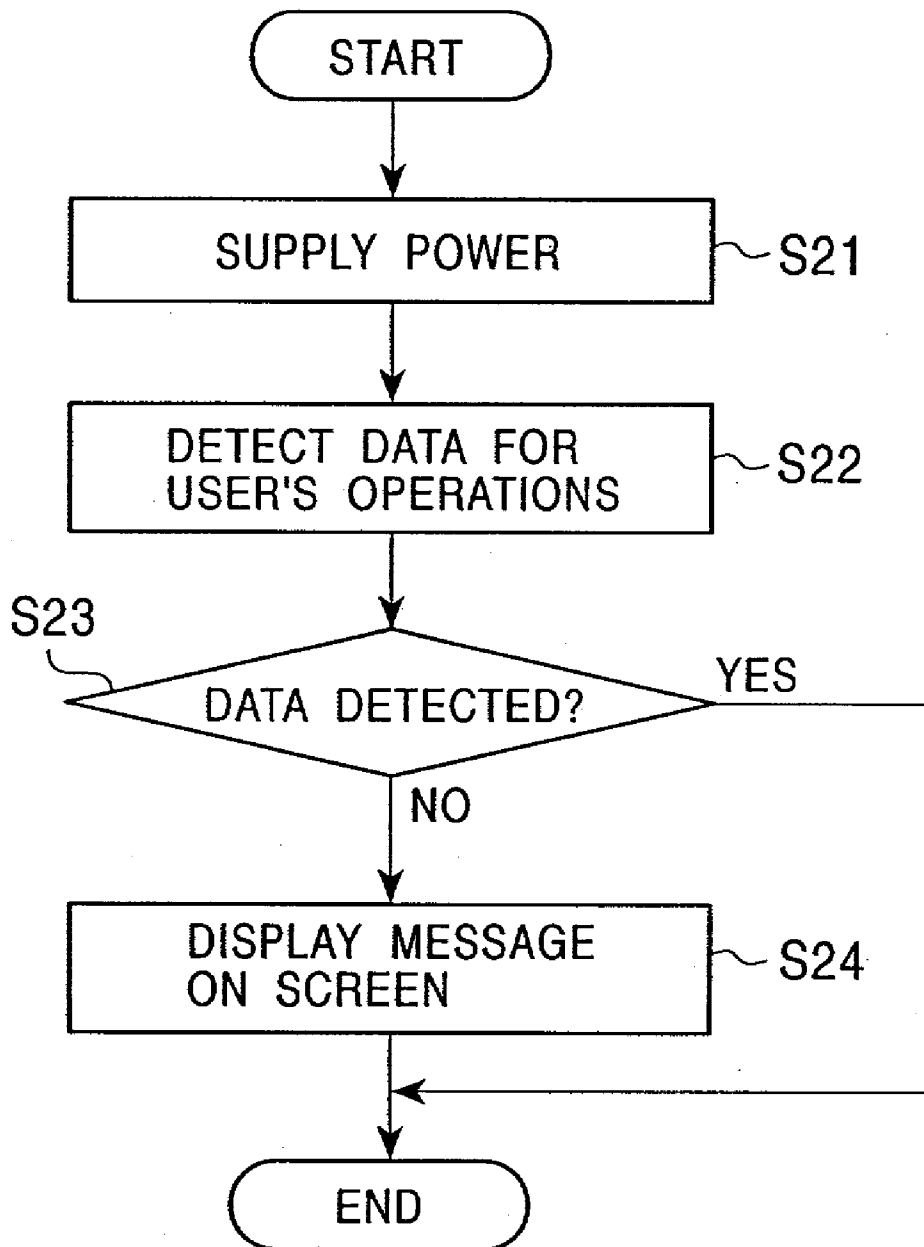 START
SUPPLY POWER
S21
DETECT DATA FOR
USER'S OPERATIONS
S22
S23
DATA DETECTED?
YES
NO
DISPLAY MESSAGE
ON SCREEN
S24
END